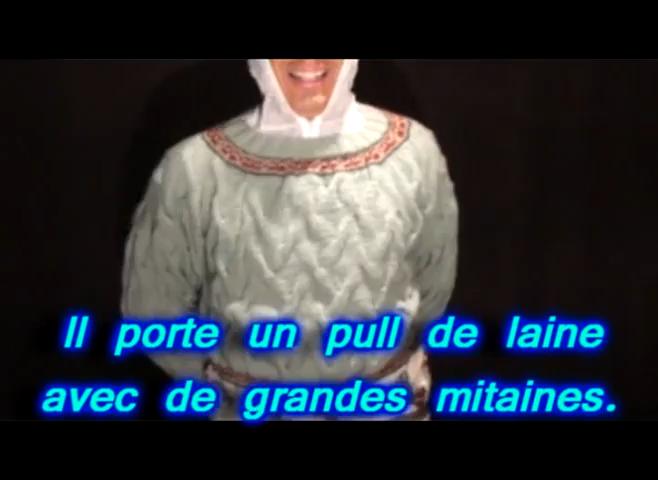 Il porte un pull de laine
avec de grandes mitaines.